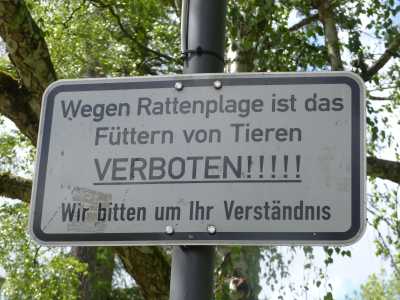 Wegen Rattenplage ist das
Füttern von Tieren
VERBOTEN!!!!!
Wir bitten um Ihr Verständnis